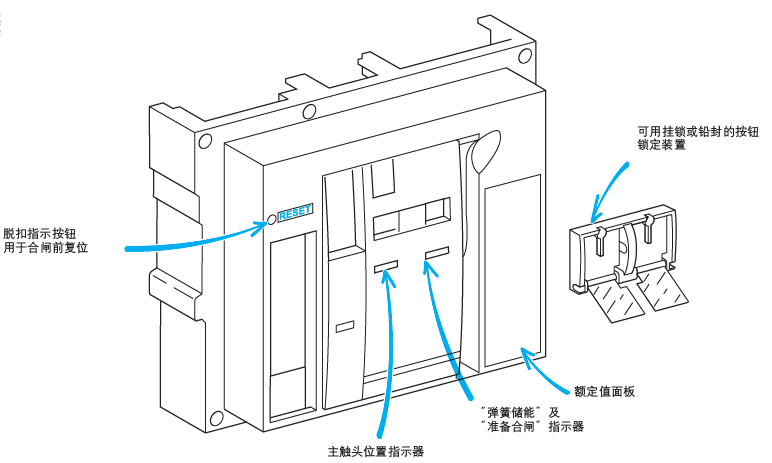 可用挂锁或铅封的按钮
锁定装置
RESET
脱扣指示按钮
用于合闸前复位
额定值面板
“弹簧储能” 及
“准备合闸” 指示器
主触头位置指示器